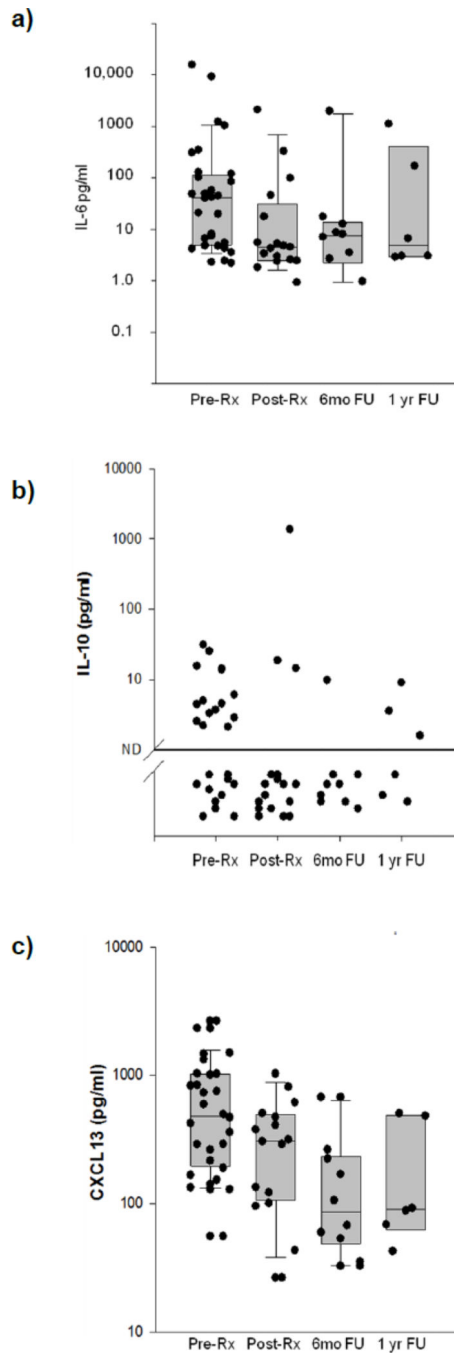 a)
10,000
1000
100
10
1.0
0.1
IL-6 pg/ml
Pre-Rx Post-Rx 6mo FU 1 yr FU
b)
10000
1000
100
10
ND
IL-10 (pg/ml)
Pre-Rx Post-Rx 6mo FU 1 yr FU
c)
10000
1000
100
10
CXCL13 (pg/ml)
Pre-Rx Post-Rx 6mo FU 1 yr FU